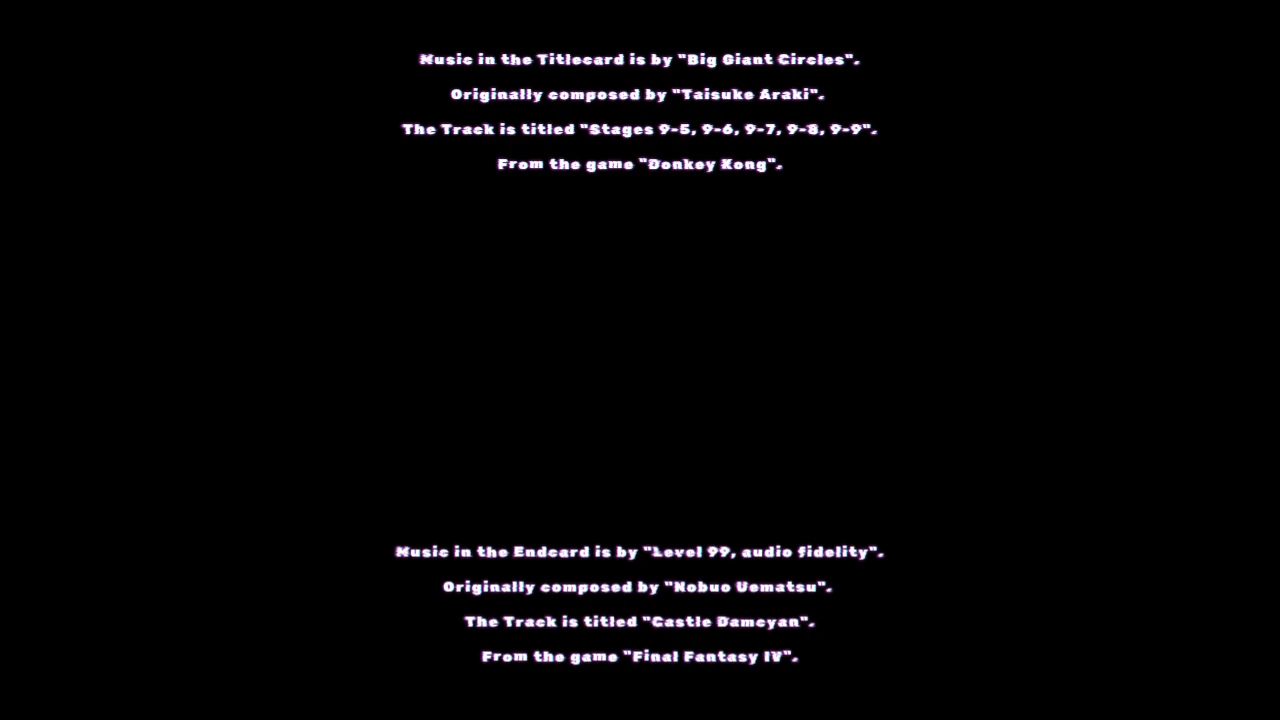 Music in the Titlecard is by "Big Giant Circles".
Originally composed by "Taisuke Araki".
The Track is titled "Stages 9-5, 9-6, 9-7, 9-8, 9-9".
From the game "Donkey Kong".
Music in the Endcard is by "Level 99, audio fidelity".
Originally composed by "Nobuo Uematsu".
The Track is titled "Castle Damcyan".
From the game "Final Fantasy IV".